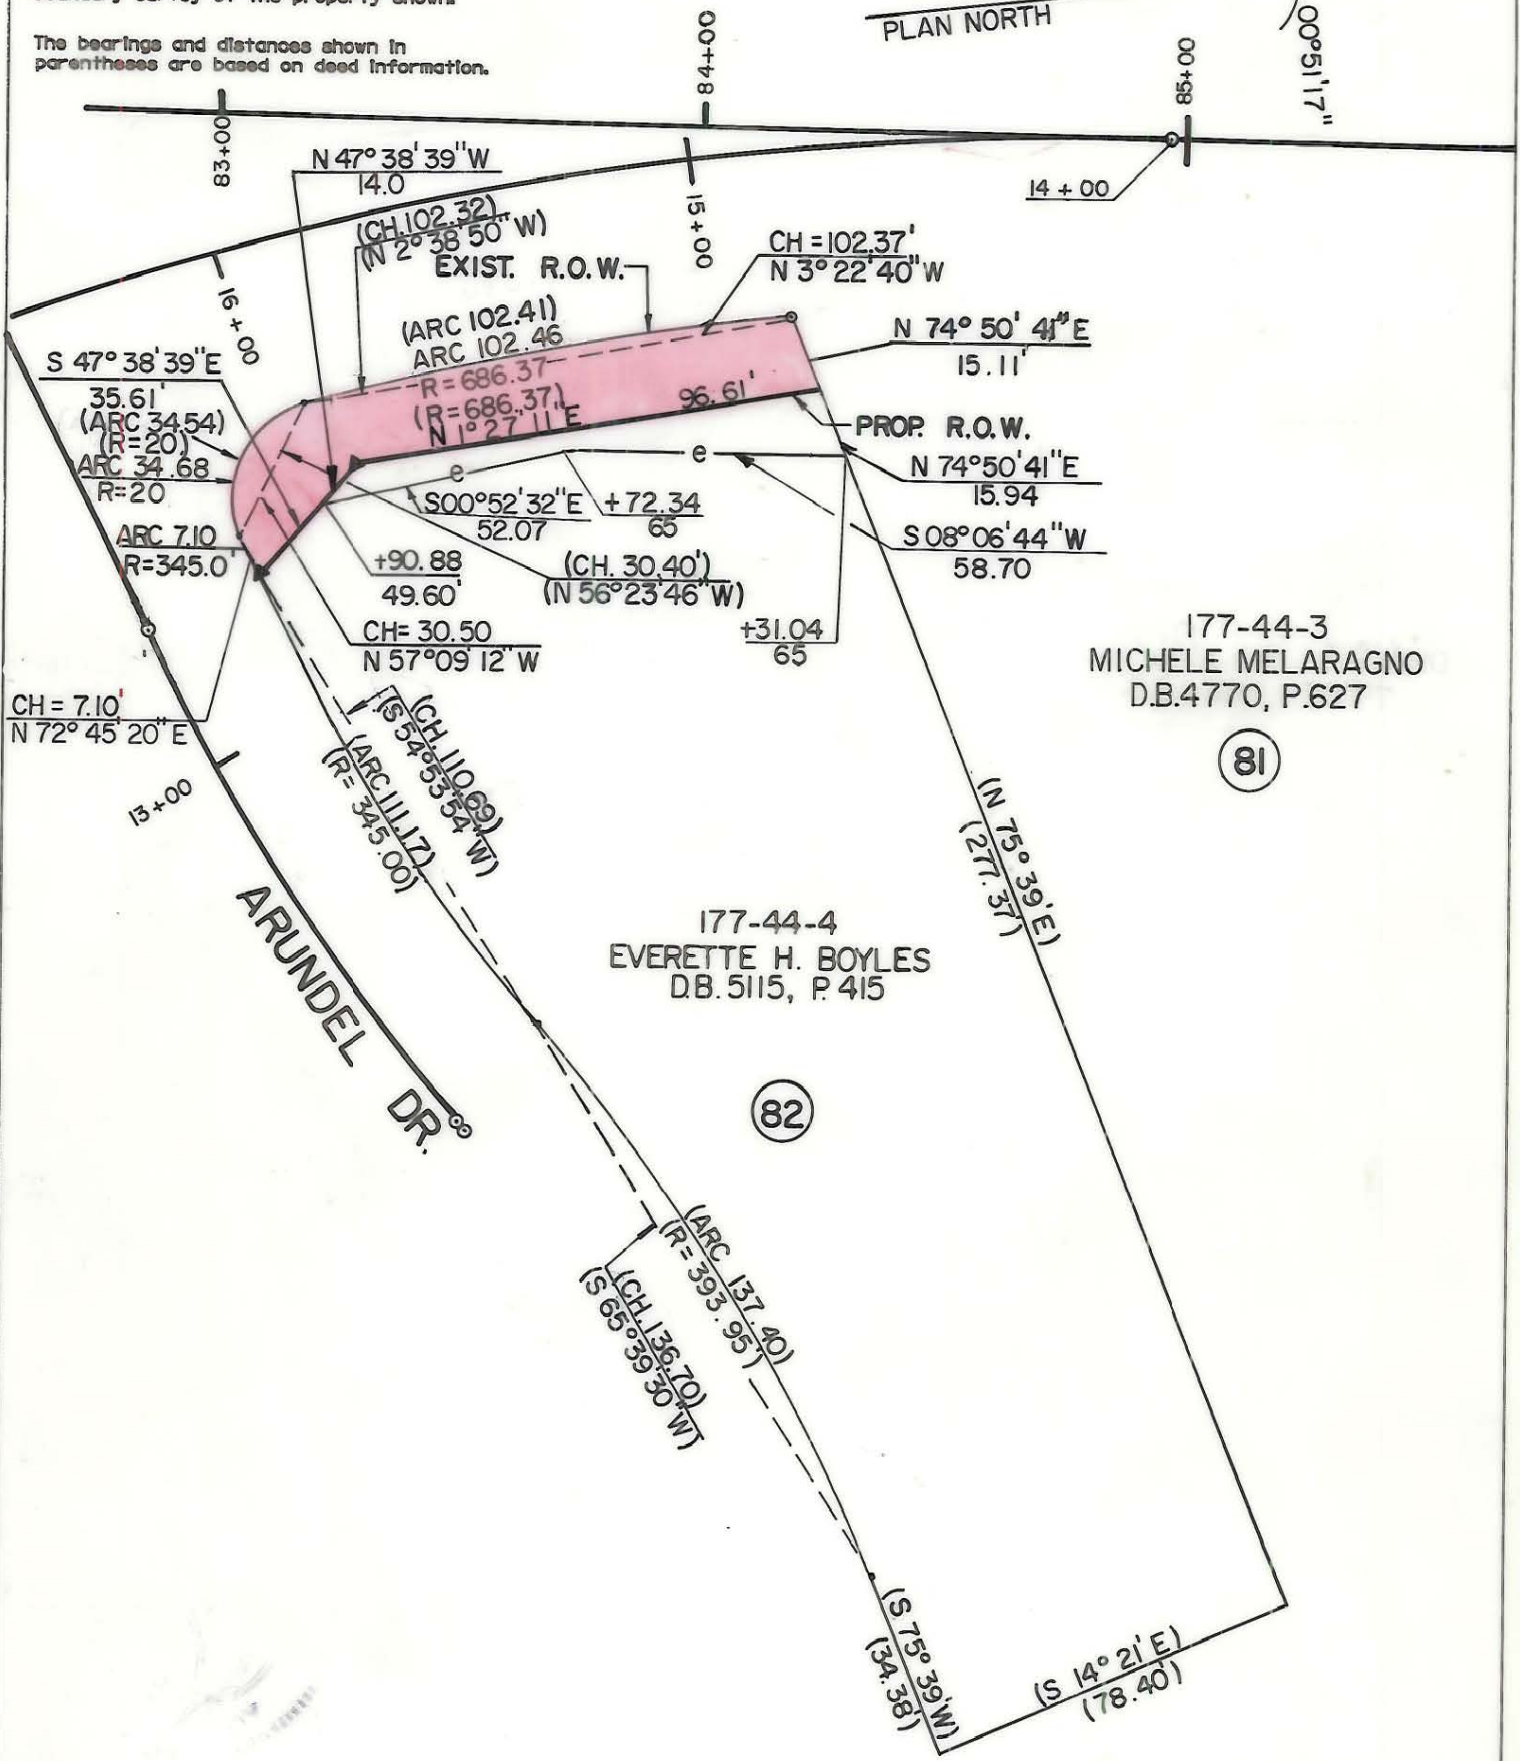 The bearings and distances shown in
parentheses are based on deed information.
PLAN NORTH
00°51'17"
83+00
84+00
85+00
14+00
15+00
16+00
N 47°38'39"W
14.0
(CH.102.32)
(N 2°38'50"W)
EXIST. R.O.W.
CH =102.37'
N 3°22'40"W
(ARC 102.41)
ARC 102.46
R=686.37
(R=686.37)
N 1°27'11"E
96.61'
N 74°50'41"E
15.11'
PROP. R.O.W.
N 74°50'41"E
15.94
S 08°06'44"W
58.70
S 47°38'39"E
35.61'
(ARC 34.54)
(R=20)
ARC 34.68
R=20
ARC 7.10
R=345.0'
e
e
S00°52'32"E
52.07
+72.34
65
+90.88
49.60'
(CH. 30.40')
(N 56°23'46"W)
CH= 30.50
N 57°09'12"W
+31.04
65
CH = 7.10'
N 72°45'20"E
13+00
(CH. 110.69)
(S 54°53'54"W)
(ARC 111.17)
(R= 345.00)
177-44-3
MICHELE MELARAGNO
D.B.4770, P.627
81
(N 75°39'E)
(277.37')
177-44-4
EVERETTE H. BOYLES
D.B. 5115, P. 415
82
ARUNDEL DR.
(ARC 137.40)
(R=393.95')
(CH.136.70)
(S 65°39'30"W)
(S 75°39'W)
(34.38')
(S 14°21'E)
(78.40')